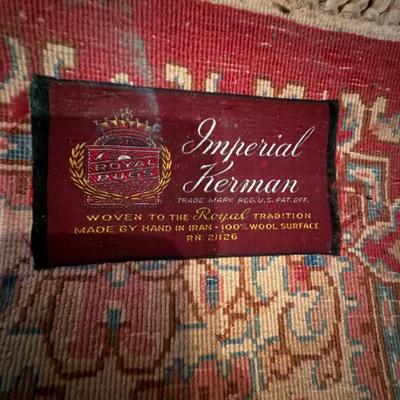 ROYAL
RUGS
Imperial
Kerman
TRADE MARK REG. U.S. PAT. OFF.
WOVEN TO THE Royal TRADITION
MADE BY HAND IN IRAN • 100% WOOL SURFACE
RN 21126